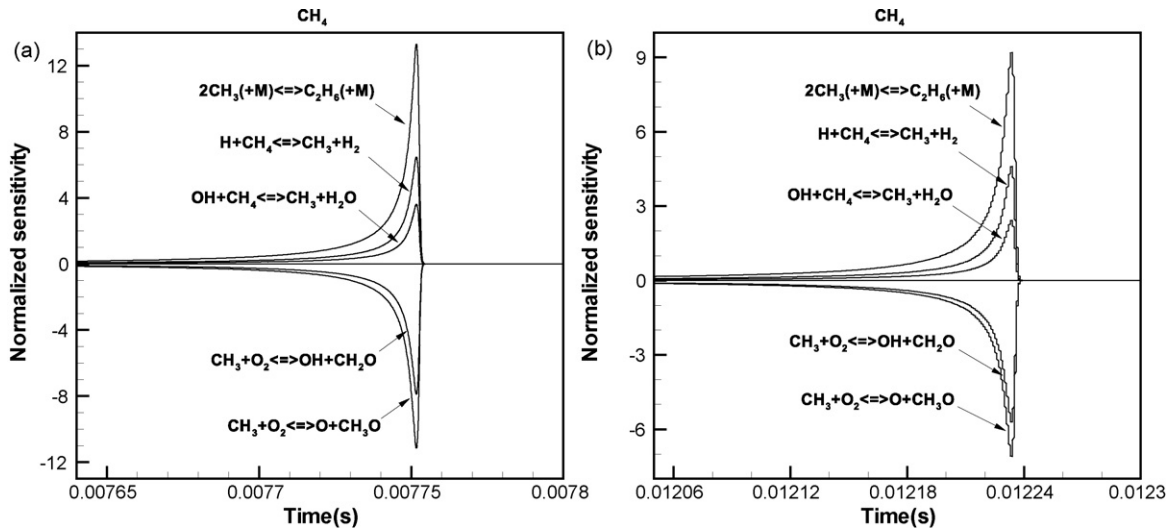 CH₄
(a)
Normalized sensitivity
12
8
4
0
-4
-8
-12
2CH₃(+M)<=>C₂H₆(+M)
H+CH₄<=>CH₃+H₂
OH+CH₄<=>CH₃+H₂O
CH₃+O₂<=>OH+CH₂O
CH₃+O₂<=>O+CH₃O
0.00765
0.0077
0.00775
0.0078
Time(s)
CH₄
(b)
Normalized sensitivity
9
6
3
0
-3
-6
2CH₃(+M)<=>C₂H₆(+M)
H+CH₄<=>CH₃+H₂
OH+CH₄<=>CH₃+H₂O
CH₃+O₂<=>OH+CH₂O
CH₃+O₂<=>O+CH₃O
0.01206
0.01212
0.01218
0.01224
0.0123
Time(s)